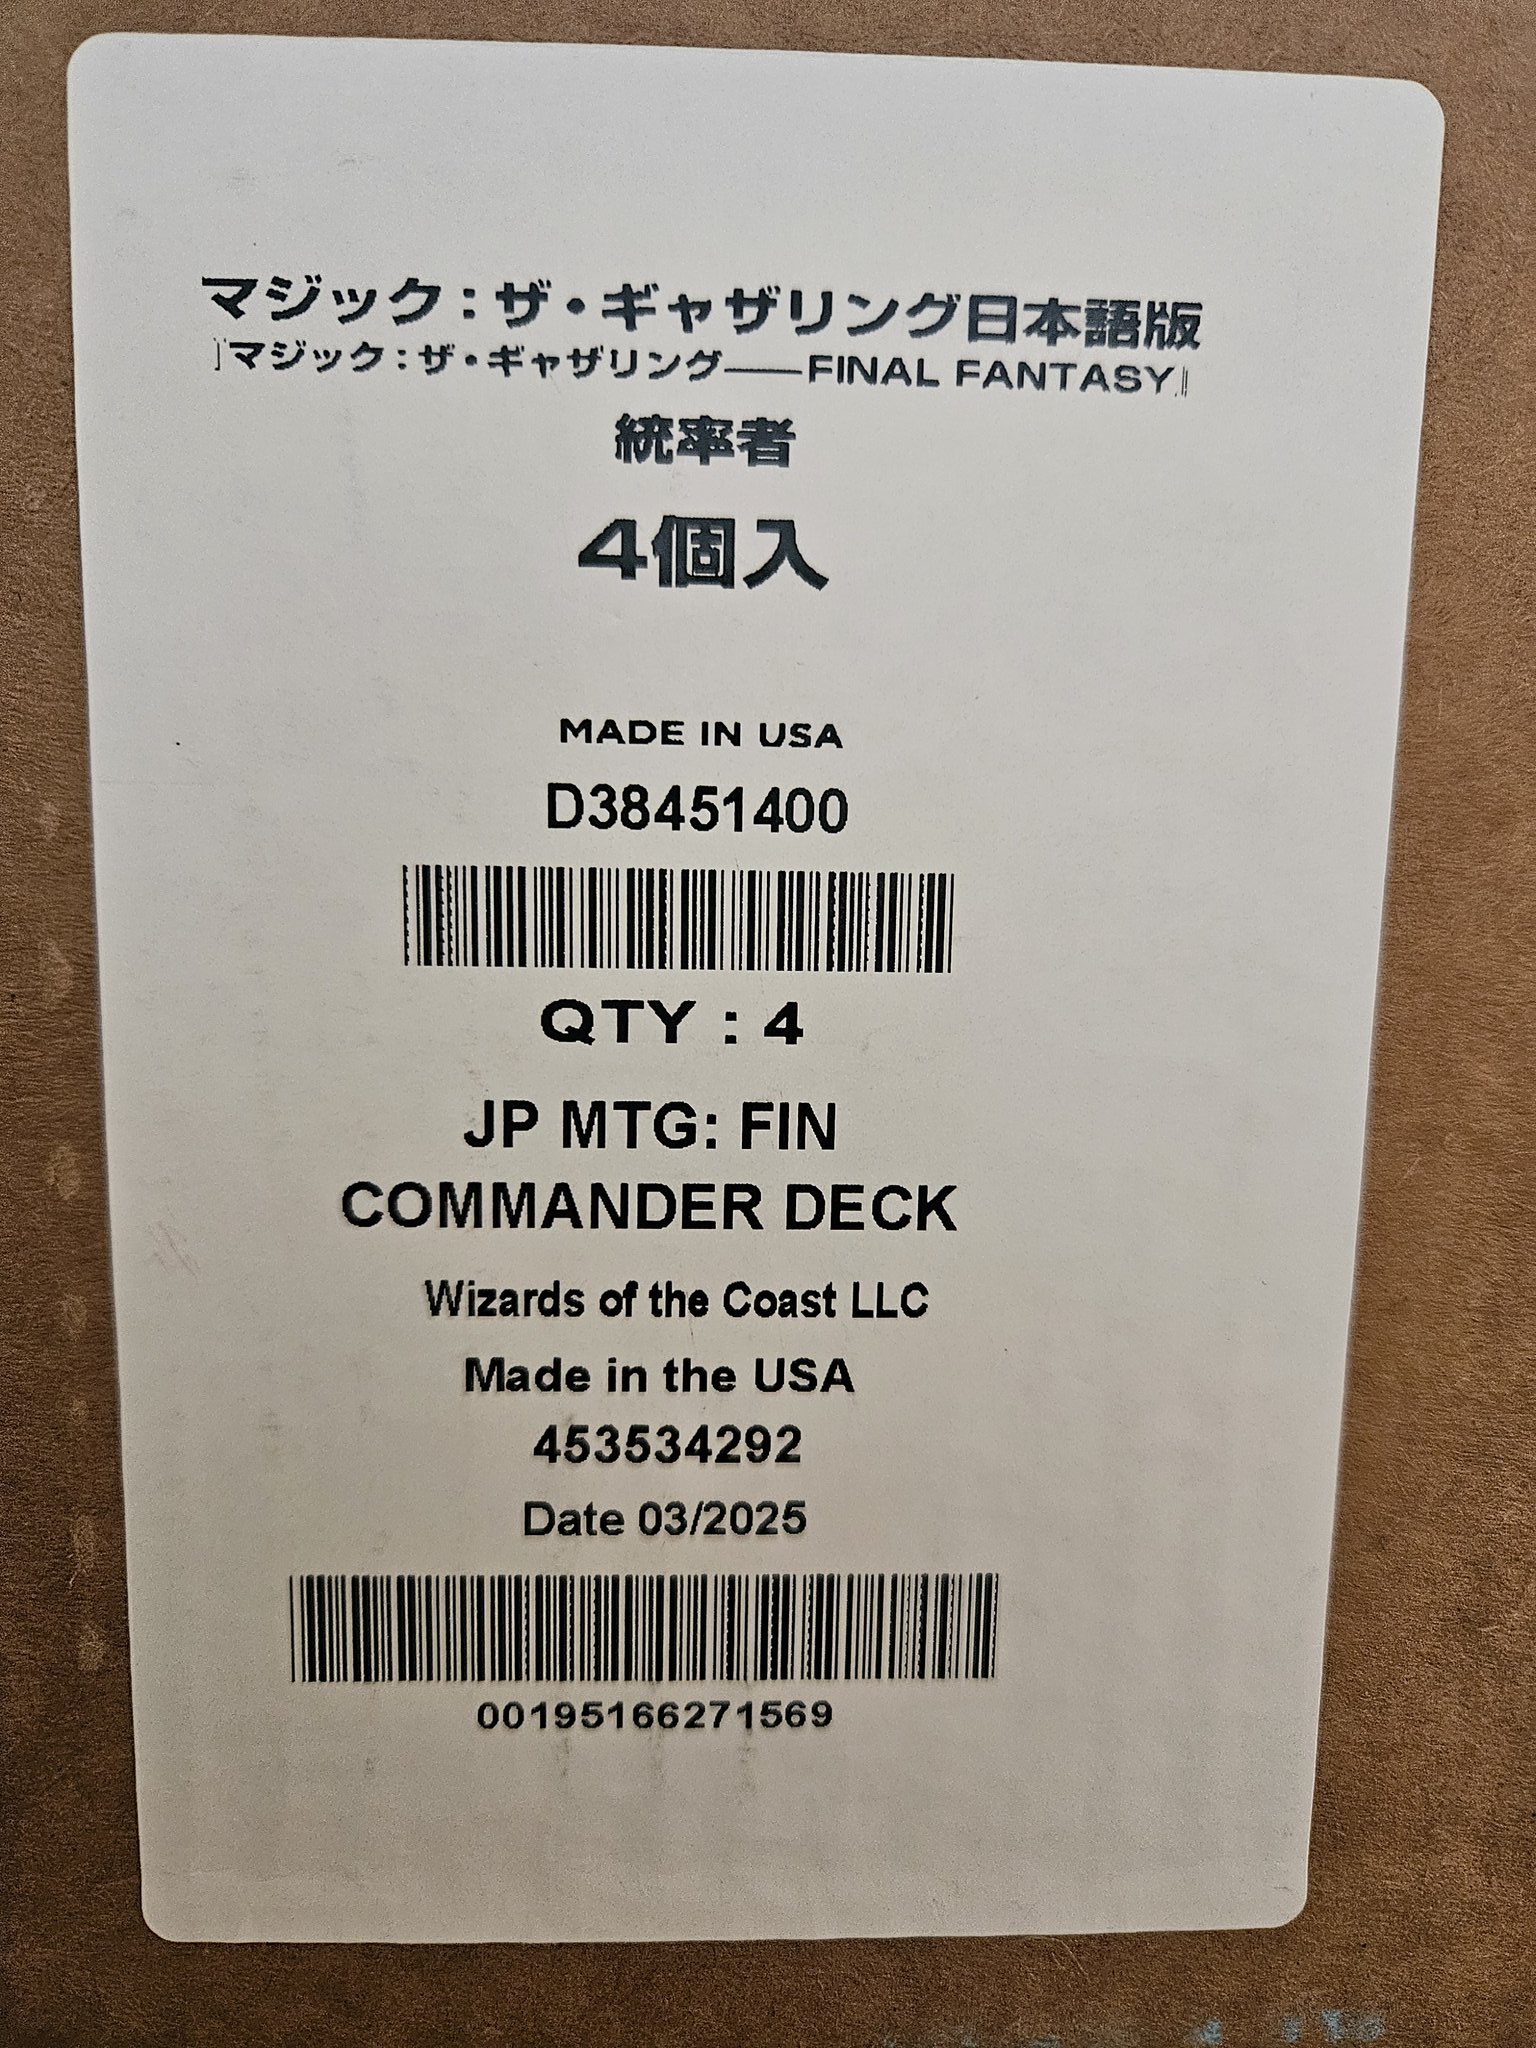 マジック：ザ・ギャザリング日本語版
『マジック：ザ・ギャザリング——FINAL FANTASY』
統率者
4個入
MADE IN USA
D38451400
QTY : 4
JP MTG: FIN
COMMANDER DECK
Wizards of the Coast LLC
Made in the USA
453534292
Date 03/2025
00195166271569